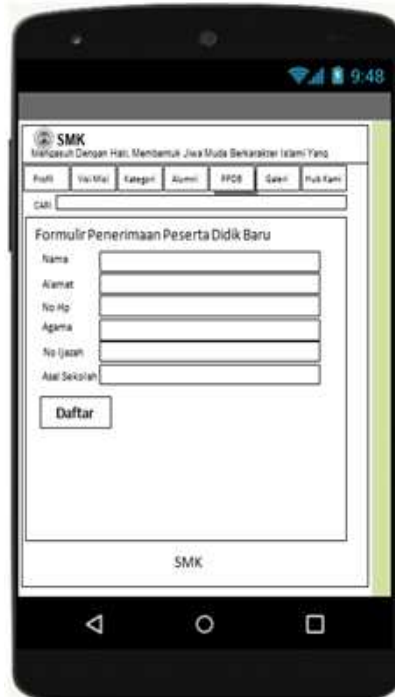 9:48
SMK
Mengasuh Dengan Hati, Membentuk Jiwa Muda Berkarakter Islami Yang
Profil Visi Misi Kategori Alumni PPDB Galeri Hub Kami
CARI
Formulir Penerimaan Peserta Didik Baru
Nama
Alamat
No Hp
Agama
No Ijazah
Asal Sekolah
Daftar
SMK